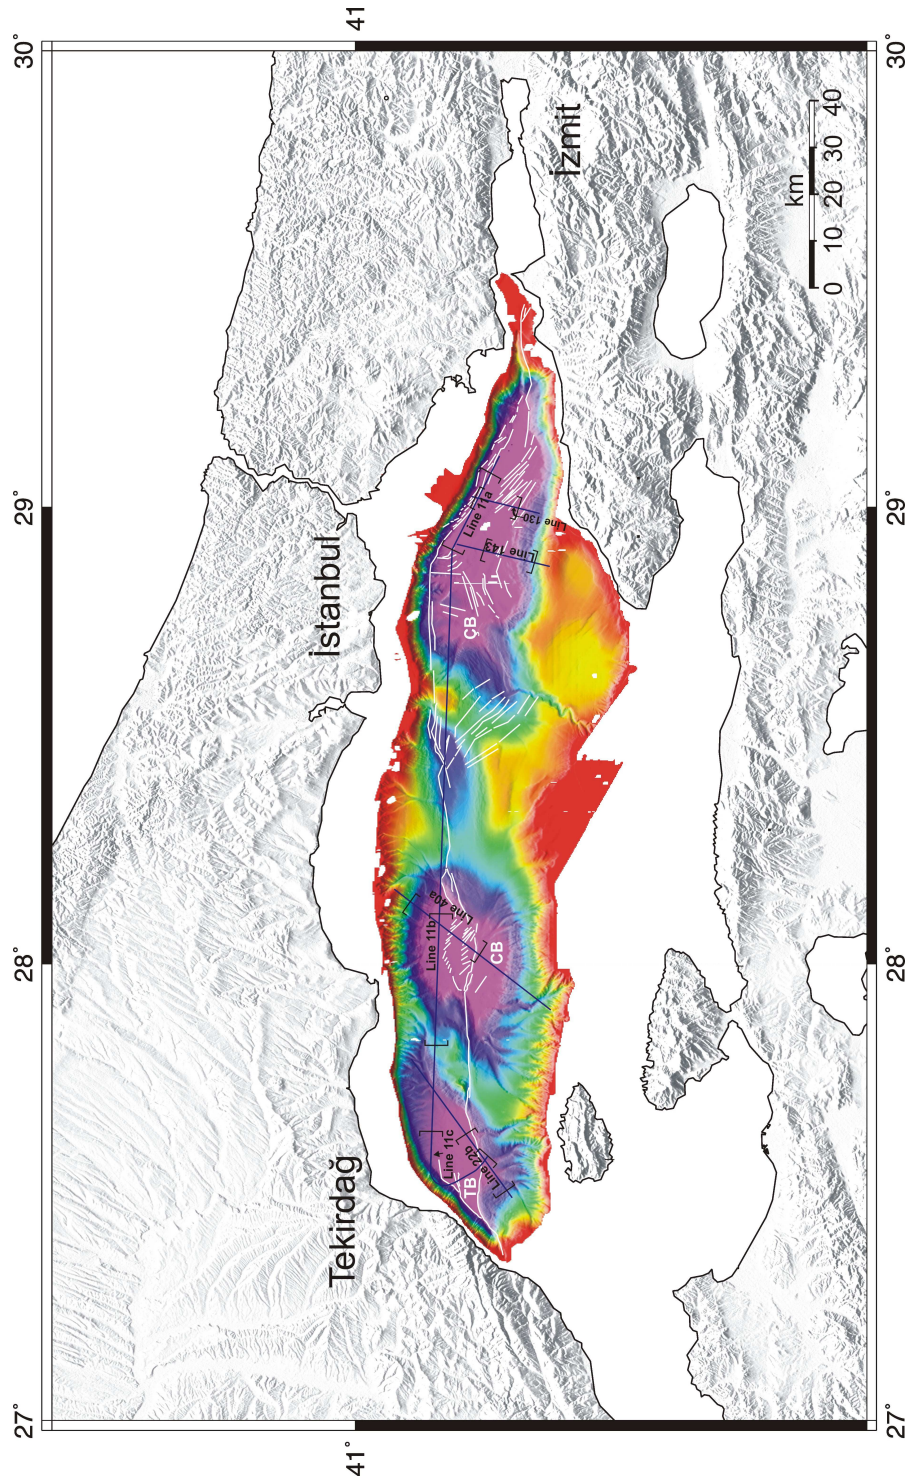 30°
29°
28°
27°
41
41°
30°
29°
28°
27°
Tekirdağ
İstanbul
İzmit
Line 11c
TB
Line 22b
Line 11b
Line 40a
CB
ÇB
Line 143
Line 11a
Line 130
km
0 10 20 30 40